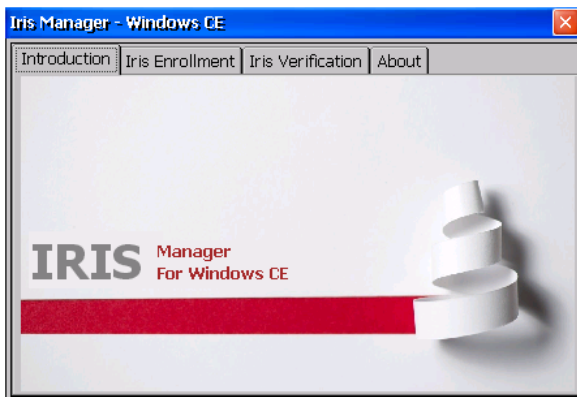 Iris Manager - Windows CE
Introduction Iris Enrollment Iris Verification About
IRIS Manager
For Windows CE